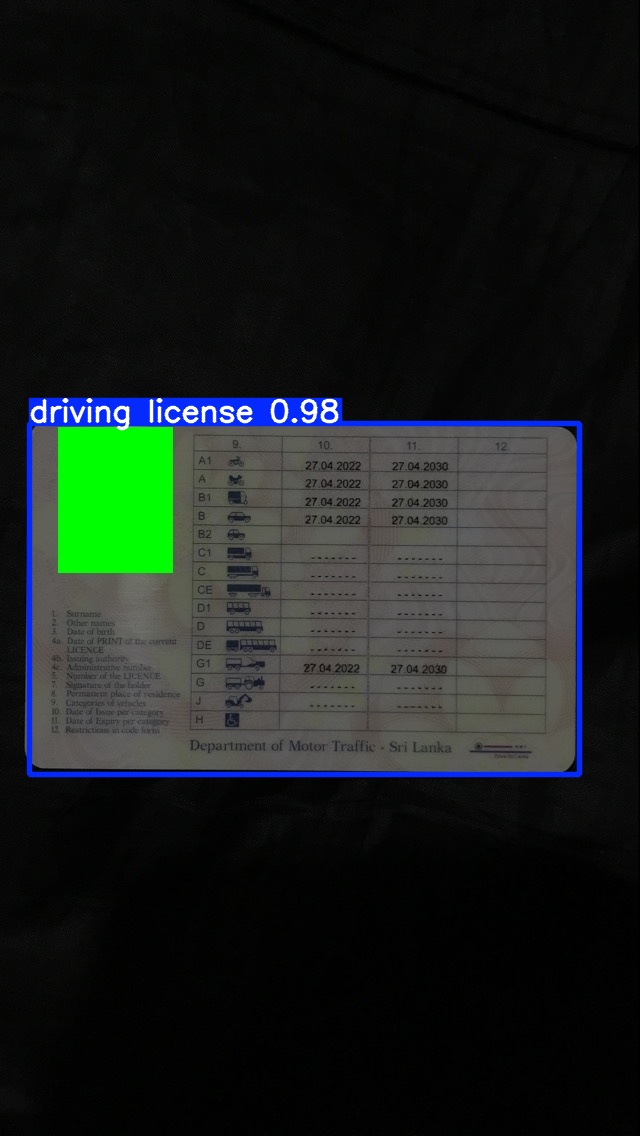 driving license 0.98
9. 10. 11. 12.
A1 27.04.2022 27.04.2030
A 27.04.2022 27.04.2030
B1 27.04.2022 27.04.2030
B 27.04.2022 27.04.2030
B2
C1 - - - - - - - - - - - - - -
C - - - - - - - - - - - - - -
CE - - - - - - - - - - - - - -
D1 - - - - - - - - - - - - - -
D - - - - - - - - - - - - - -
DE - - - - - - - - - - - - - -
G1 27.04.2022 27.04.2030
G - - - - - - - - - - - - - -
J - - - - - - - - - - - - - -
H
1. Surname
2. Other names
3. Date of birth
4a. Date of PRINT of the current
LICENCE
4b. Issuing authority
4c. Administrative number
5. Number of the LICENCE
7. Signature of the holder
8. Permanent place of residence
9. Categories of vehicles
10. Date of Issue per category
11. Date of Expiry per category
12. Restrictions in code form
Department of Motor Traffic - Sri Lanka